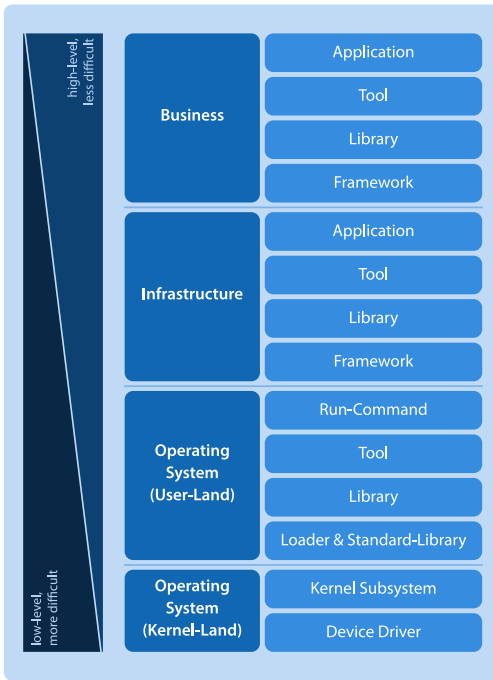 high-level,
less difficult
Business
Application
Tool
Library
Framework
Infrastructure
Application
Tool
Library
Framework
Operating
System
(User-Land)
Run-Command
Tool
Library
Loader & Standard-Library
Operating
System
(Kernel-Land)
Kernel Subsystem
Device Driver
low-level,
more difficult